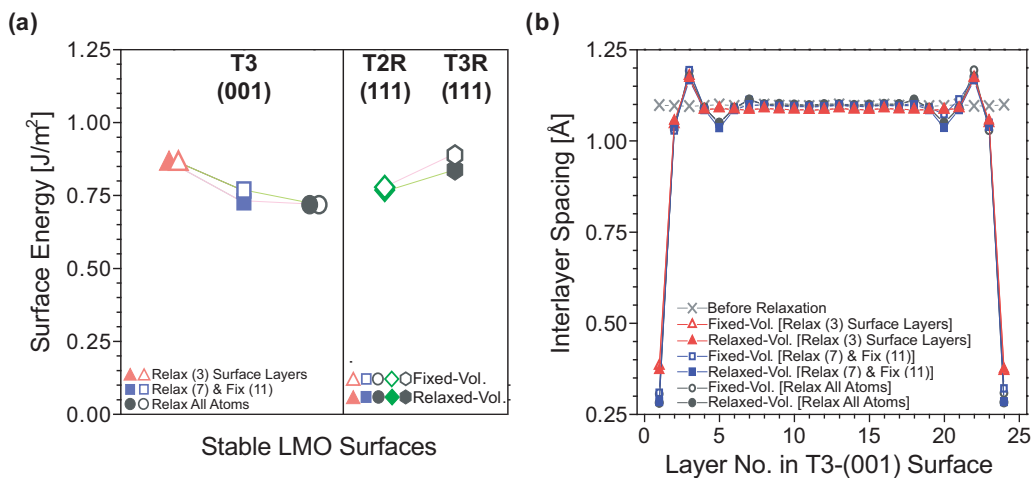 (a)
1.25
1.00
0.75
0.50
0.25
0.00
Surface Energy [J/m²]
T3
(001)
T2R
(111)
T3R
(111)
Relax (3) Surface Layers
Relax (7) & Fix (11)
Relax All Atoms
Fixed-Vol.
Relaxed-Vol.
Stable LMO Surfaces
(b)
1.25
1.00
0.75
0.50
0.25
Interlayer Spacing [Å]
Before Relaxation
Fixed-Vol. [Relax (3) Surface Layers]
Relaxed-Vol. [Relax (3) Surface Layers]
Fixed-Vol. [Relax (7) & Fix (11)]
Relaxed-Vol. [Relax (7) & Fix (11)]
Fixed-Vol. [Relax All Atoms]
Relaxed-Vol. [Relax All Atoms]
0 5 10 15 20 25
Layer No. in T3-(001) Surface